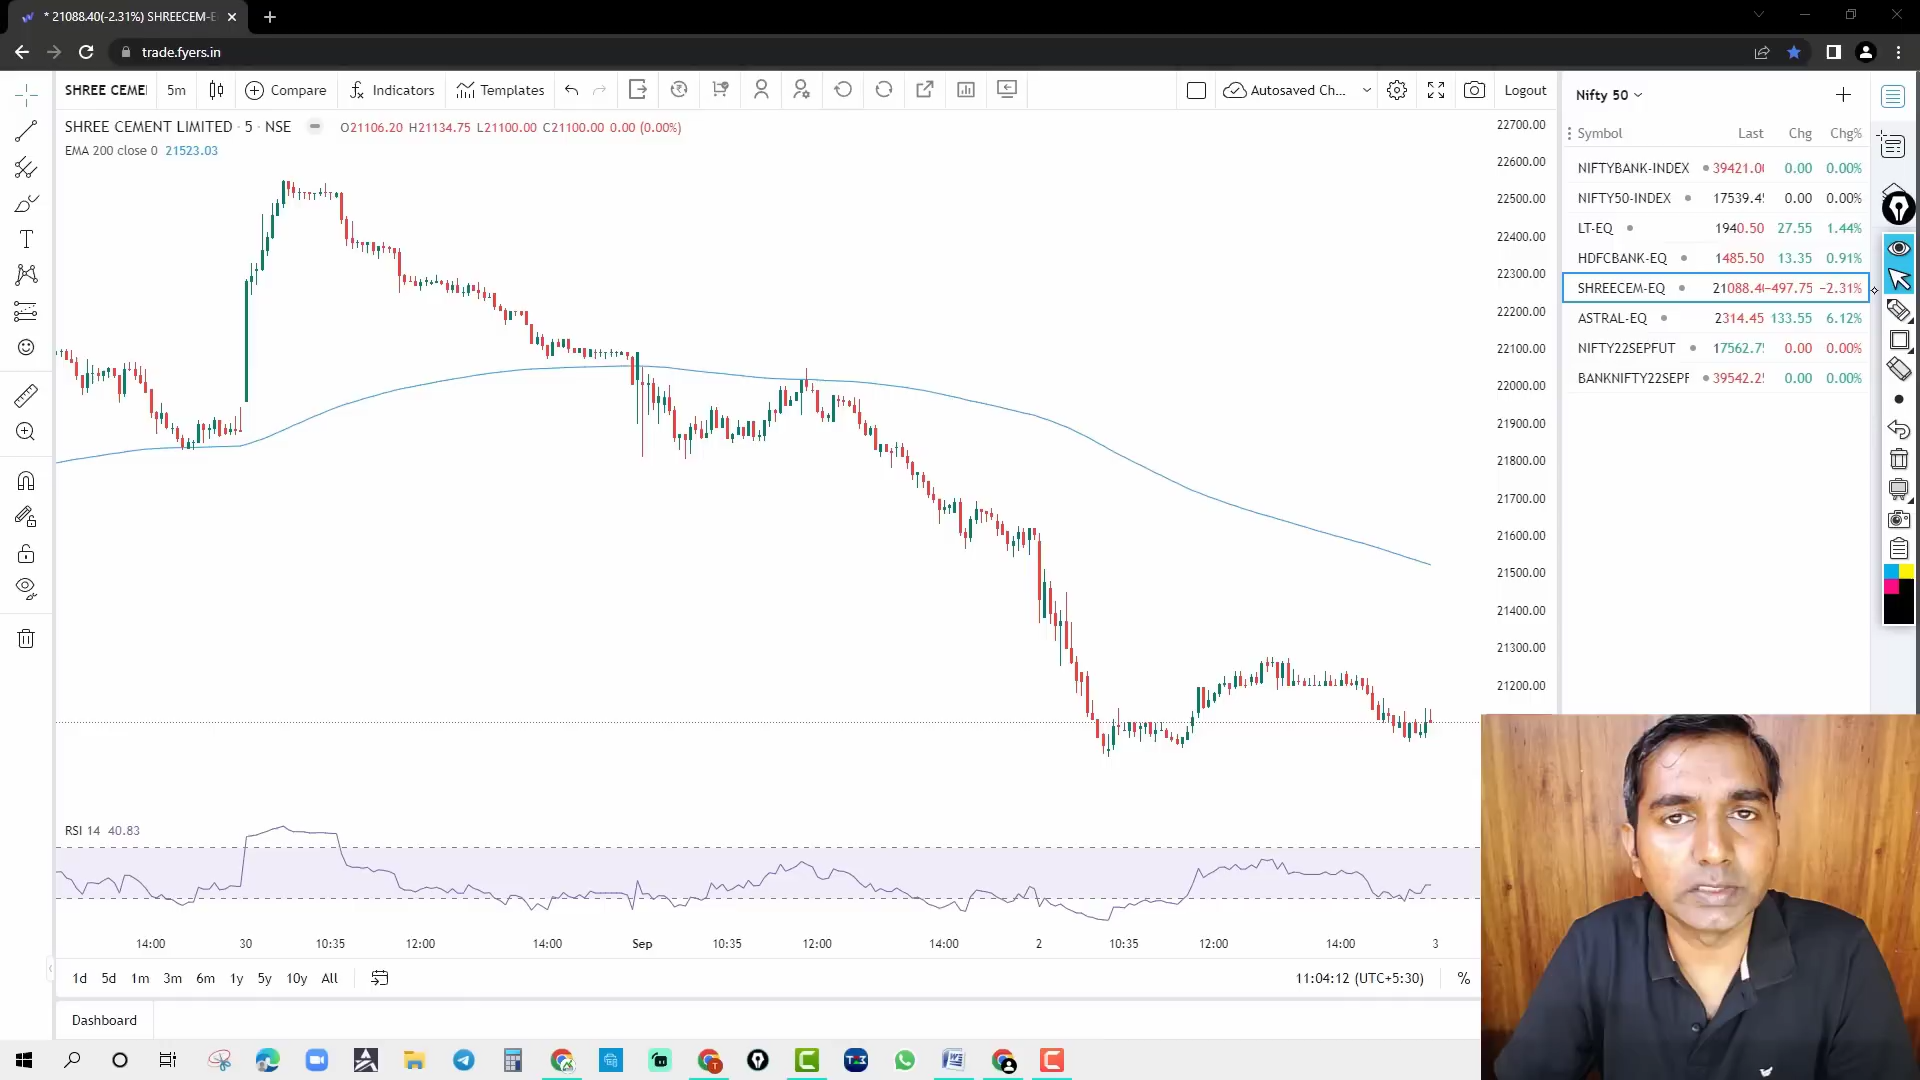 * 21088.40(-2.31%) SHREECEM-E
trade.fyers.in
SHREE CEME 5m Compare Indicators Templates Autosaved Ch... Logout
SHREE CEMENT LIMITED · 5 · NSE O21106.20 H21134.75 L21100.00 C21100.00 0.00 (0.00%)
EMA 200 close 0 21523.03
22700.00
22600.00
22500.00
22400.00
22300.00
22200.00
22100.00
22000.00
21900.00
21800.00
21700.00
21600.00
21500.00
21400.00
21300.00
21200.00
Nifty 50
Symbol Last Chg Chg%
NIFTYBANK-INDEX 39421.0 0.00 0.00%
NIFTY50-INDEX 17539.4 0.00 0.00%
LT-EQ 1940.50 27.55 1.44%
HDFCBANK-EQ 1485.50 13.35 0.91%
SHREECEM-EQ 21088.4 −497.75 −2.31%
ASTRAL-EQ 2314.45 133.55 6.12%
NIFTY22SEPFUT 17562.7 0.00 0.00%
BANKNIFTY22SEPF 39542.2 0.00 0.00%
RSI 14 40.83
14:00 30 10:35 12:00 14:00 Sep 10:35 12:00 14:00 2 10:35 12:00 14:00 3
1d 5d 1m 3m 6m 1y 5y 10y All 11:04:12 (UTC+5:30) %
Dashboard